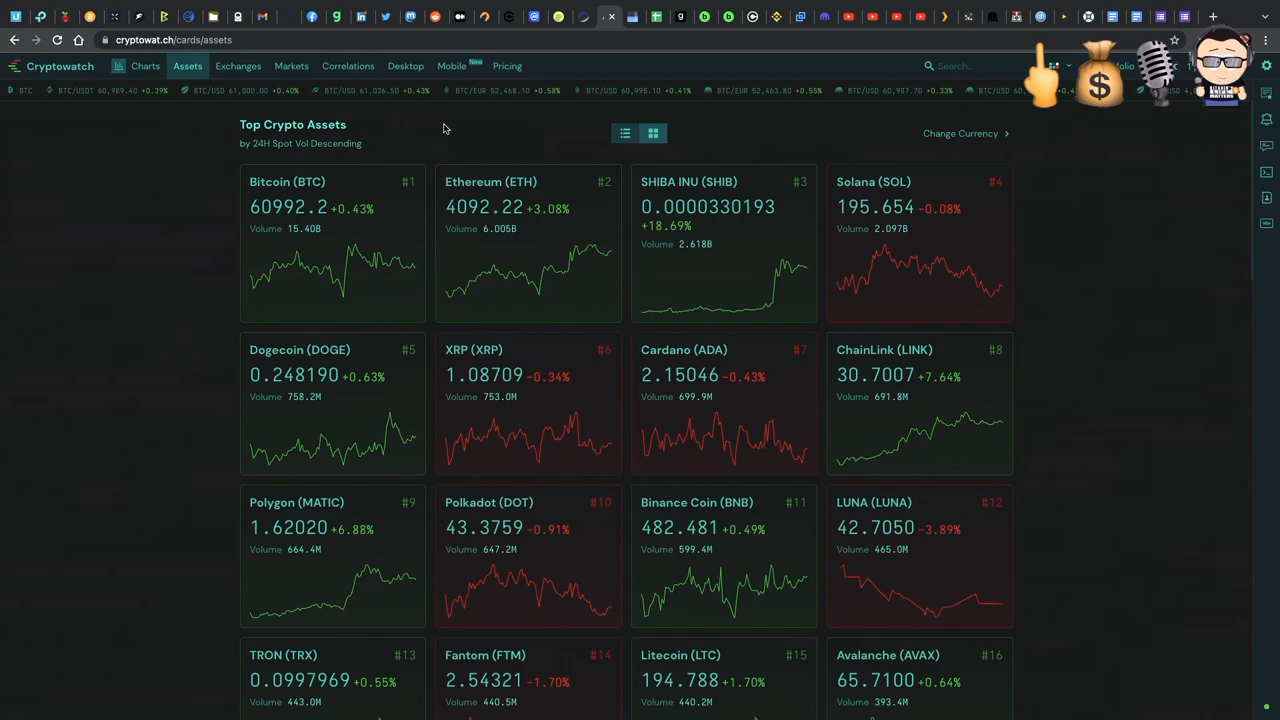 cryptowat.ch/cards/assets
Cryptowatch Charts Assets Exchanges Markets Correlations Desktop Mobile New Pricing Search...
BTC BTC/USDT 60,989.40 +0.39% BTC/USD 61,000.00 +0.40% BTC/USD 61,036.50 +0.43% BTC/EUR 52,468.10 +0.58% BTC/USD 60,995.10 +0.41% BTC/EUR 52,463.80 +0.55% BTC/USD 60,987.70 +0.33%
Top Crypto Assets
by 24H Spot Vol Descending
Change Currency
Bitcoin (BTC) #1
60992.2 +0.43%
Volume 15.40B
Ethereum (ETH) #2
4092.22 +3.08%
Volume 6.005B
SHIBA INU (SHIB) #3
0.0000330193
+18.69%
Volume 2.618B
Solana (SOL) #4
195.654 -0.08%
Volume 2.097B
Dogecoin (DOGE) #5
0.248190 +0.63%
Volume 758.2M
XRP (XRP) #6
1.08709 -0.34%
Volume 753.0M
Cardano (ADA) #7
2.15046 -0.43%
Volume 699.9M
ChainLink (LINK) #8
30.7007 +7.64%
Volume 691.8M
Polygon (MATIC) #9
1.62020 +6.88%
Volume 664.4M
Polkadot (DOT) #10
43.3759 -0.91%
Volume 647.2M
Binance Coin (BNB) #11
482.481 +0.49%
Volume 599.4M
LUNA (LUNA) #12
42.7050 -3.89%
Volume 465.0M
TRON (TRX) #13
0.0997969 +0.55%
Volume 443.0M
Fantom (FTM) #14
2.54321 -1.70%
Volume 440.5M
Litecoin (LTC) #15
194.788 +1.70%
Volume 440.2M
Avalanche (AVAX) #16
65.7100 +0.64%
Volume 393.4M